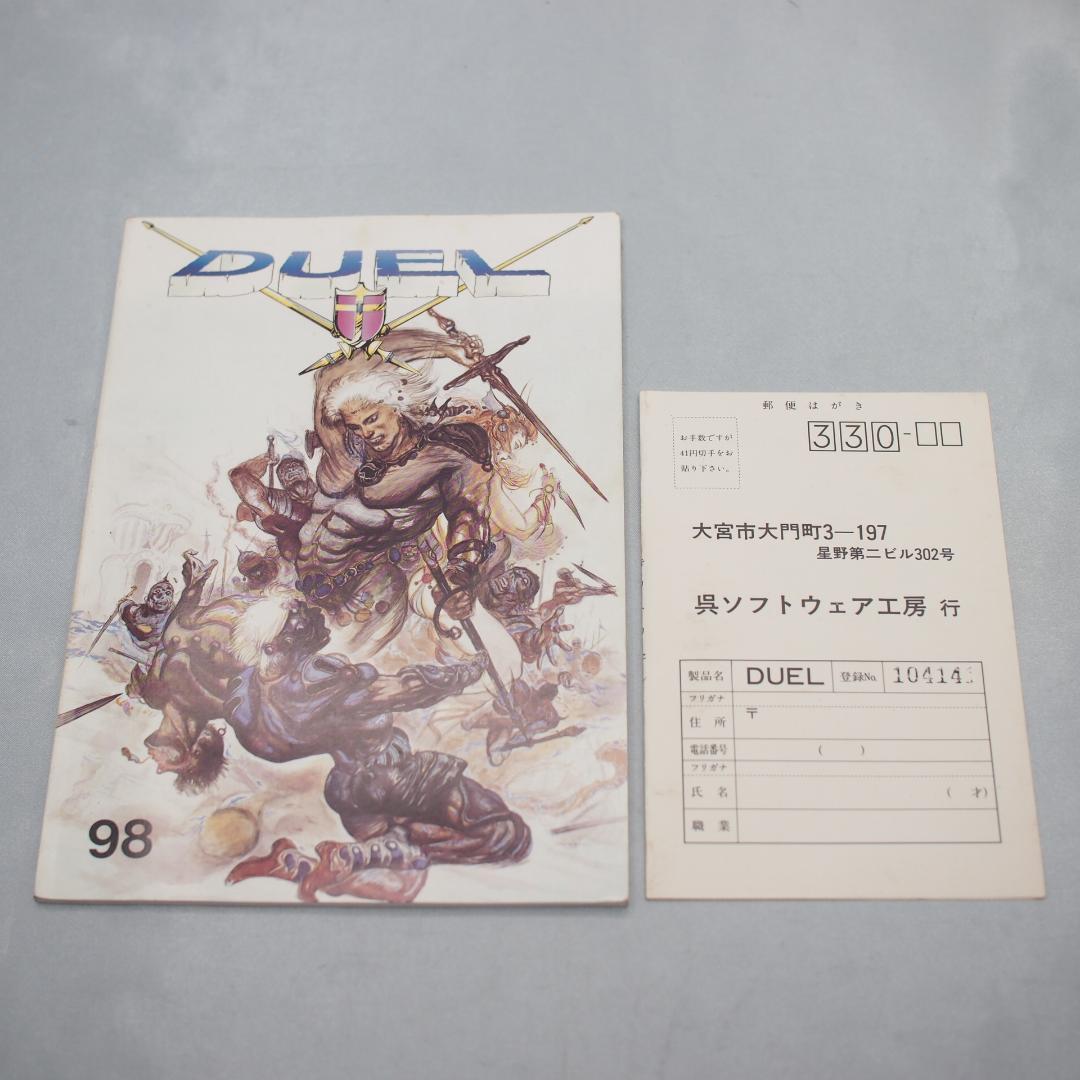 DUEL
98
郵便はがき
お手数ですが
41円切手をお
貼り下さい。
330-
大宮市大門町3―197
星野第二ビル302号
呉ソフトウェア工房 行
製品名 DUEL 登録No. 10414
フリガナ
住所 〒
電話番号 ( )
フリガナ
氏名 (才)
職業